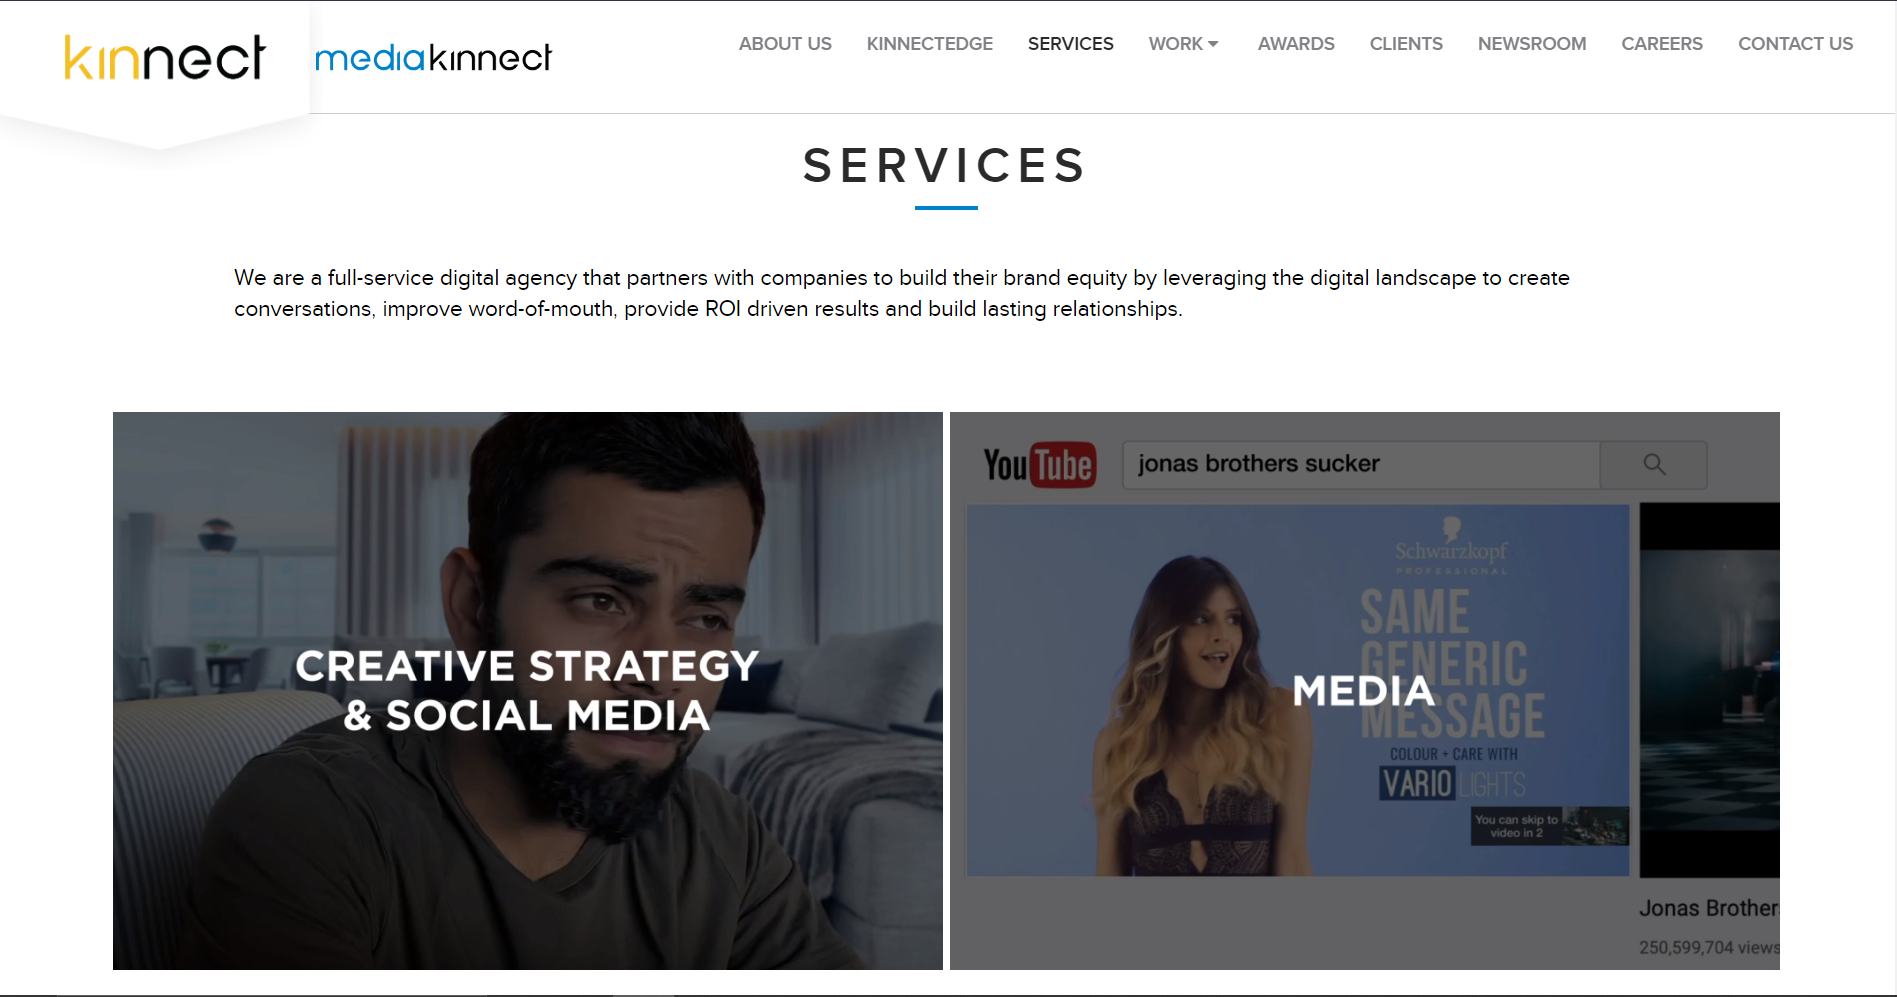 kinnect
mediakinnect
ABOUT US
KINNECTEDGE
SERVICES
WORK
AWARDS
CLIENTS
NEWSROOM
CAREERS
CONTACT US
SERVICES
We are a full-service digital agency that partners with companies to build their brand equity by leveraging the digital landscape to create
conversations, improve word-of-mouth, provide ROI driven results and build lasting relationships.
CREATIVE STRATEGY
& SOCIAL MEDIA
YouTube
jonas brothers sucker
Schwarzkopf
PROFESSIONAL
SAME
GENERIC
MESSAGE
MEDIA
COLOUR + CARE WITH
VARIO LIGHTS
You can skip to
video in 2
Jonas Brother
250,599,704 views